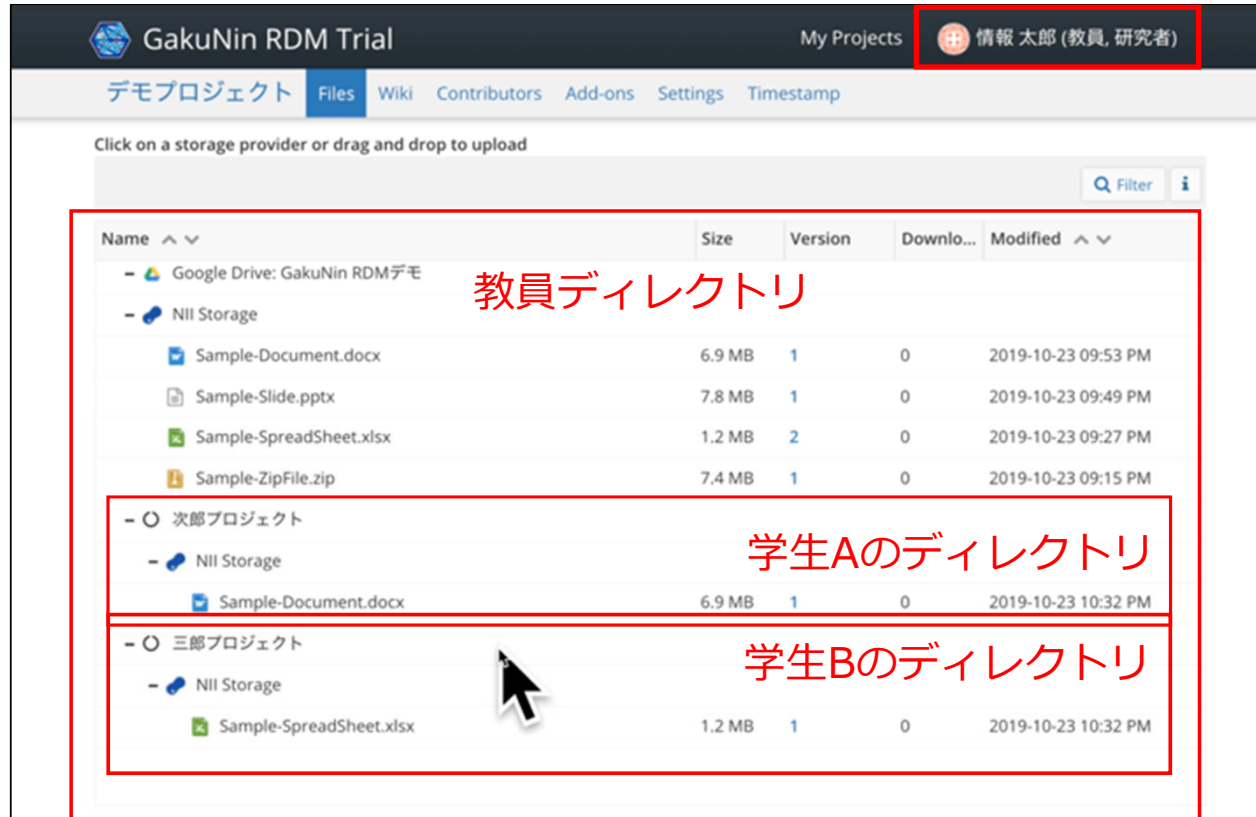 GakuNin RDM Trial My Projects 情報 太郎 (教員, 研究者)
デモプロジェクト Files Wiki Contributors Add-ons Settings Timestamp
Click on a storage provider or drag and drop to upload
Filter i
Name Size Version Downlo... Modified
Google Drive: GakuNin RDMデモ
教員ディレクトリ
NII Storage
Sample-Document.docx 6.9 MB 1 0 2019-10-23 09:53 PM
Sample-Slide.pptx 7.8 MB 1 0 2019-10-23 09:49 PM
Sample-SpreadSheet.xlsx 1.2 MB 2 0 2019-10-23 09:27 PM
Sample-ZipFile.zip 7.4 MB 1 0 2019-10-23 09:15 PM
次郎プロジェクト
学生Aのディレクトリ
NII Storage
Sample-Document.docx 6.9 MB 1 0 2019-10-23 10:32 PM
三郎プロジェクト
学生Bのディレクトリ
NII Storage
Sample-SpreadSheet.xlsx 1.2 MB 1 0 2019-10-23 10:32 PM